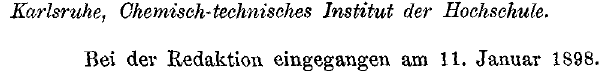 Karlsruhe, Chemisch-technisches Institut der Hochschule.
Bei der Redaktion eingegangen am 11. Januar 1898.